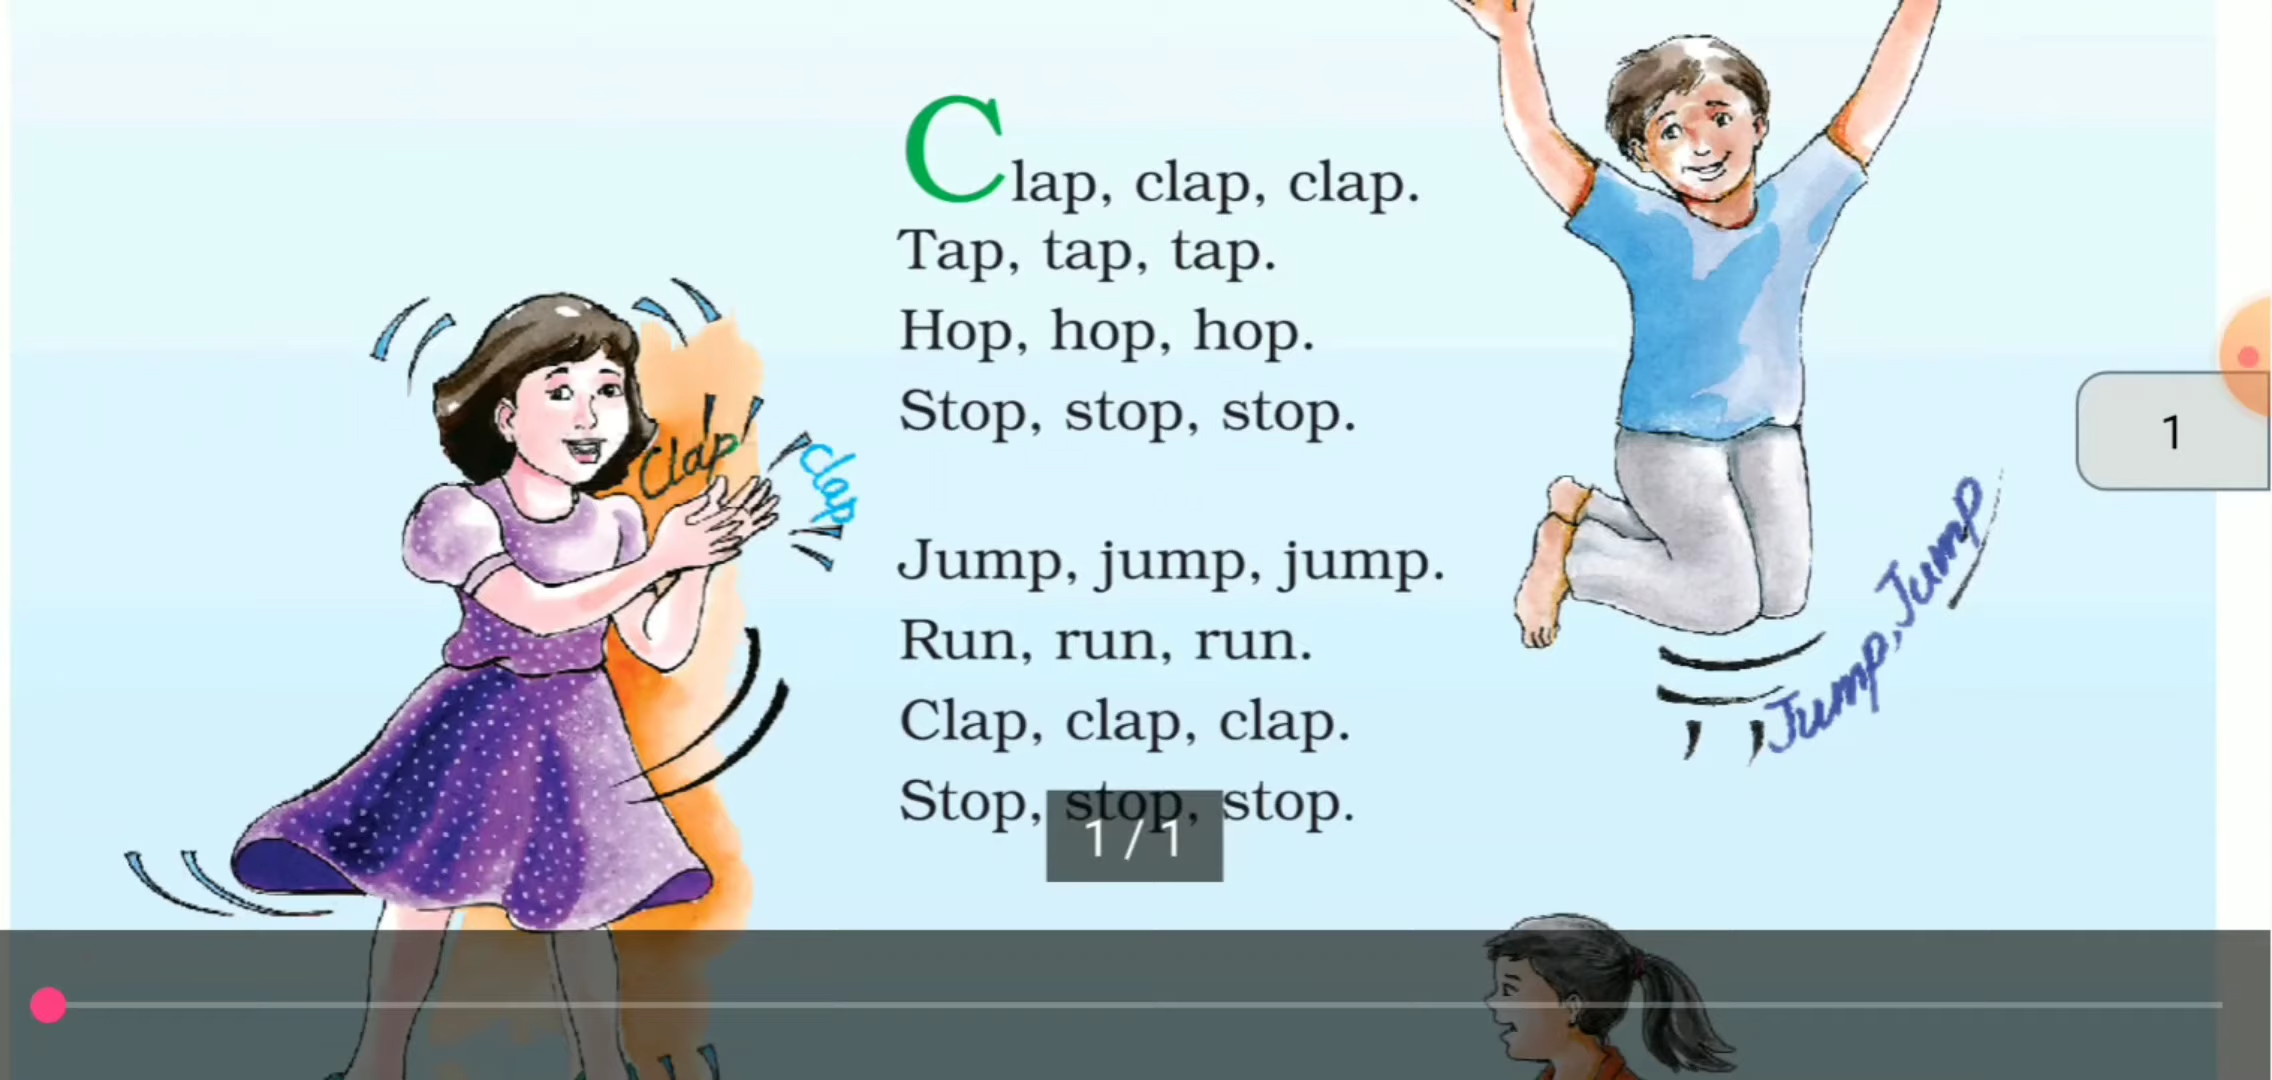 Clap, clap, clap.
Tap, tap, tap.
Hop, hop, hop.
Stop, stop, stop.
Clap
clap
1
Jump, jump, jump.
Run, run, run.
Clap, clap, clap.
Stop, stop, stop.
Jump, Jump
1/1